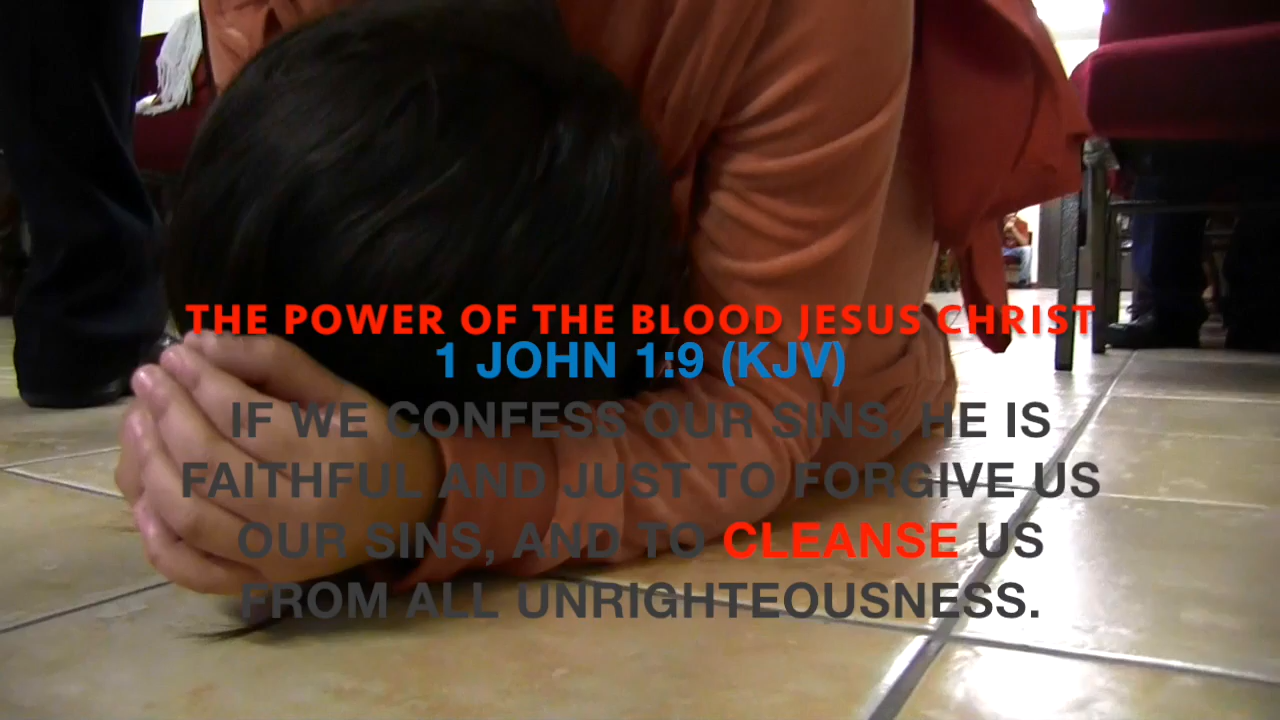 THE POWER OF THE BLOOD JESUS CHRIST
1 JOHN 1:9 (KJV)
IF WE CONFESS OUR SINS, HE IS
FAITHFUL AND JUST TO FORGIVE US
OUR SINS, AND TO CLEANSE US
FROM ALL UNRIGHTEOUSNESS.